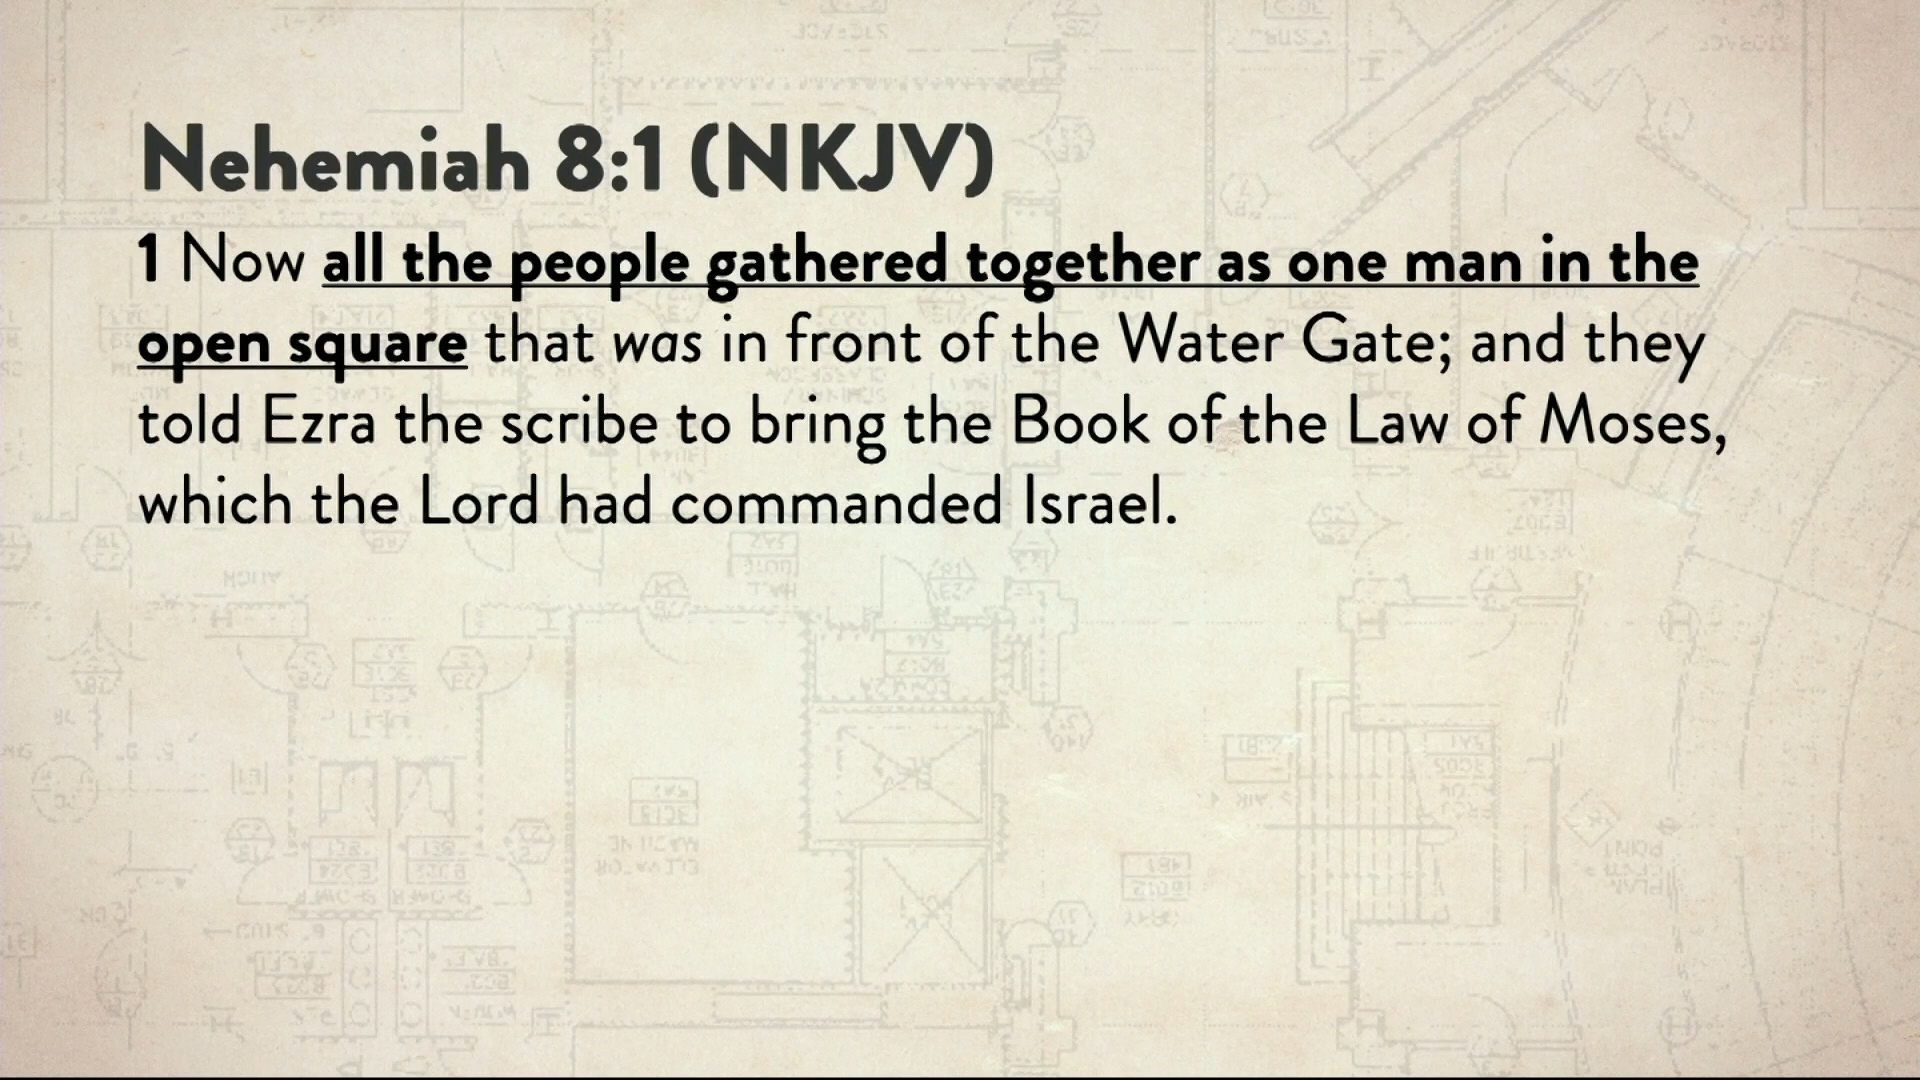 Nehemiah 8:1 (NKJV)
1 Now all the people gathered together as one man in the
open square that was in front of the Water Gate; and they
told Ezra the scribe to bring the Book of the Law of Moses,
which the Lord had commanded Israel.